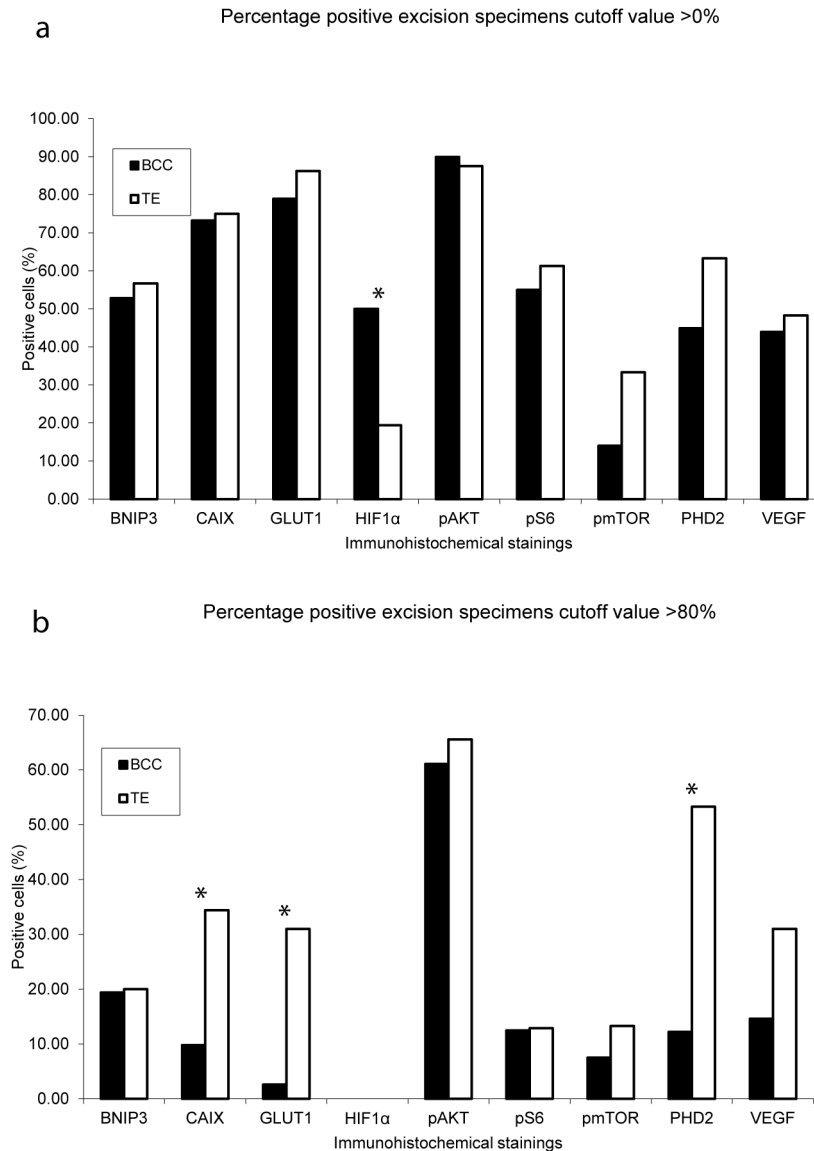 a
Percentage positive excision specimens cutoff value >0%
100.00
90.00
80.00
70.00
60.00
50.00
40.00
30.00
20.00
10.00
0.00
Positive cells (%)
BCC
TE
*
BNIP3 CAIX GLUT1 HIF1α pAKT pS6 pmTOR PHD2 VEGF
Immunohistochemical stainings
b
Percentage positive excision specimens cutoff value >80%
70.00
60.00
50.00
40.00
30.00
20.00
10.00
0.00
Positive cells (%)
BCC
TE
* * *
BNIP3 CAIX GLUT1 HIF1α pAKT pS6 pmTOR PHD2 VEGF
Immunohistochemical stainings